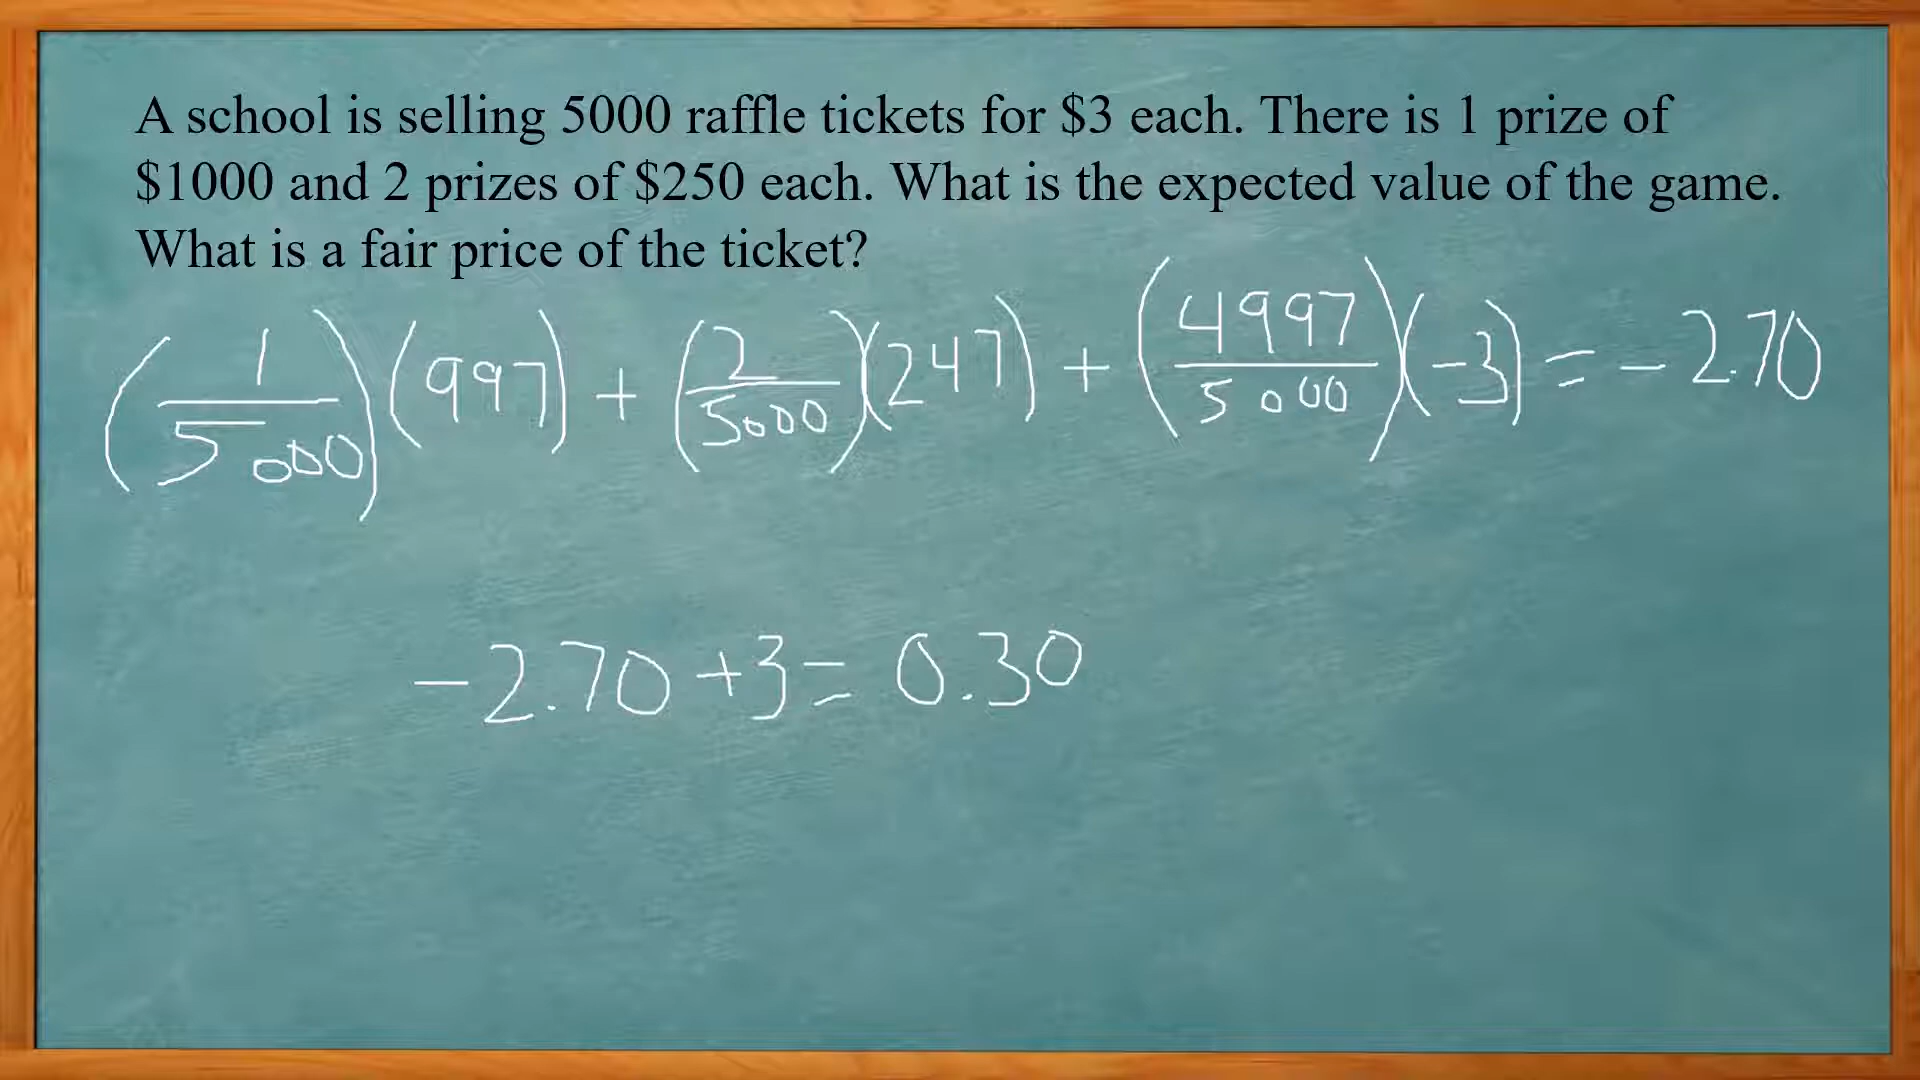 A school is selling 5000 raffle tickets for $3 each. There is 1 prize of
$1000 and 2 prizes of $250 each. What is the expected value of the game.
What is a fair price of the ticket?
(1/5000)(997) + (2/5000)(247) + (4997/5000)(-3) = -2.70
-2.70 +3 = 0.30